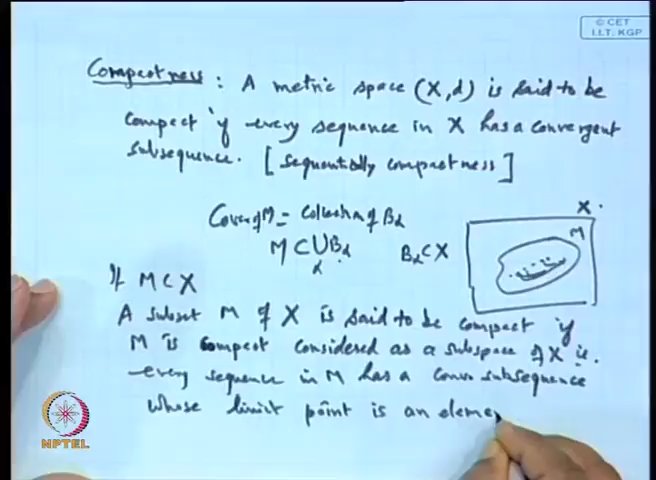 © CET
I.I.T. KGP
Compactness : A metric space (X, d) is said to be
compact if every sequence in X has a convergent
subsequence. [Sequentially compactness]
Cover of M = Collection of Bα
M ⊂ ∪ Bα
α
Bα ⊂ X
X
M
If M ⊂ X
A subset M of X is said to be compact if
M is compact considered as a subspace of X ie.
every sequence in M has a conv subsequence
whose limit point is an eleme
NPTEL